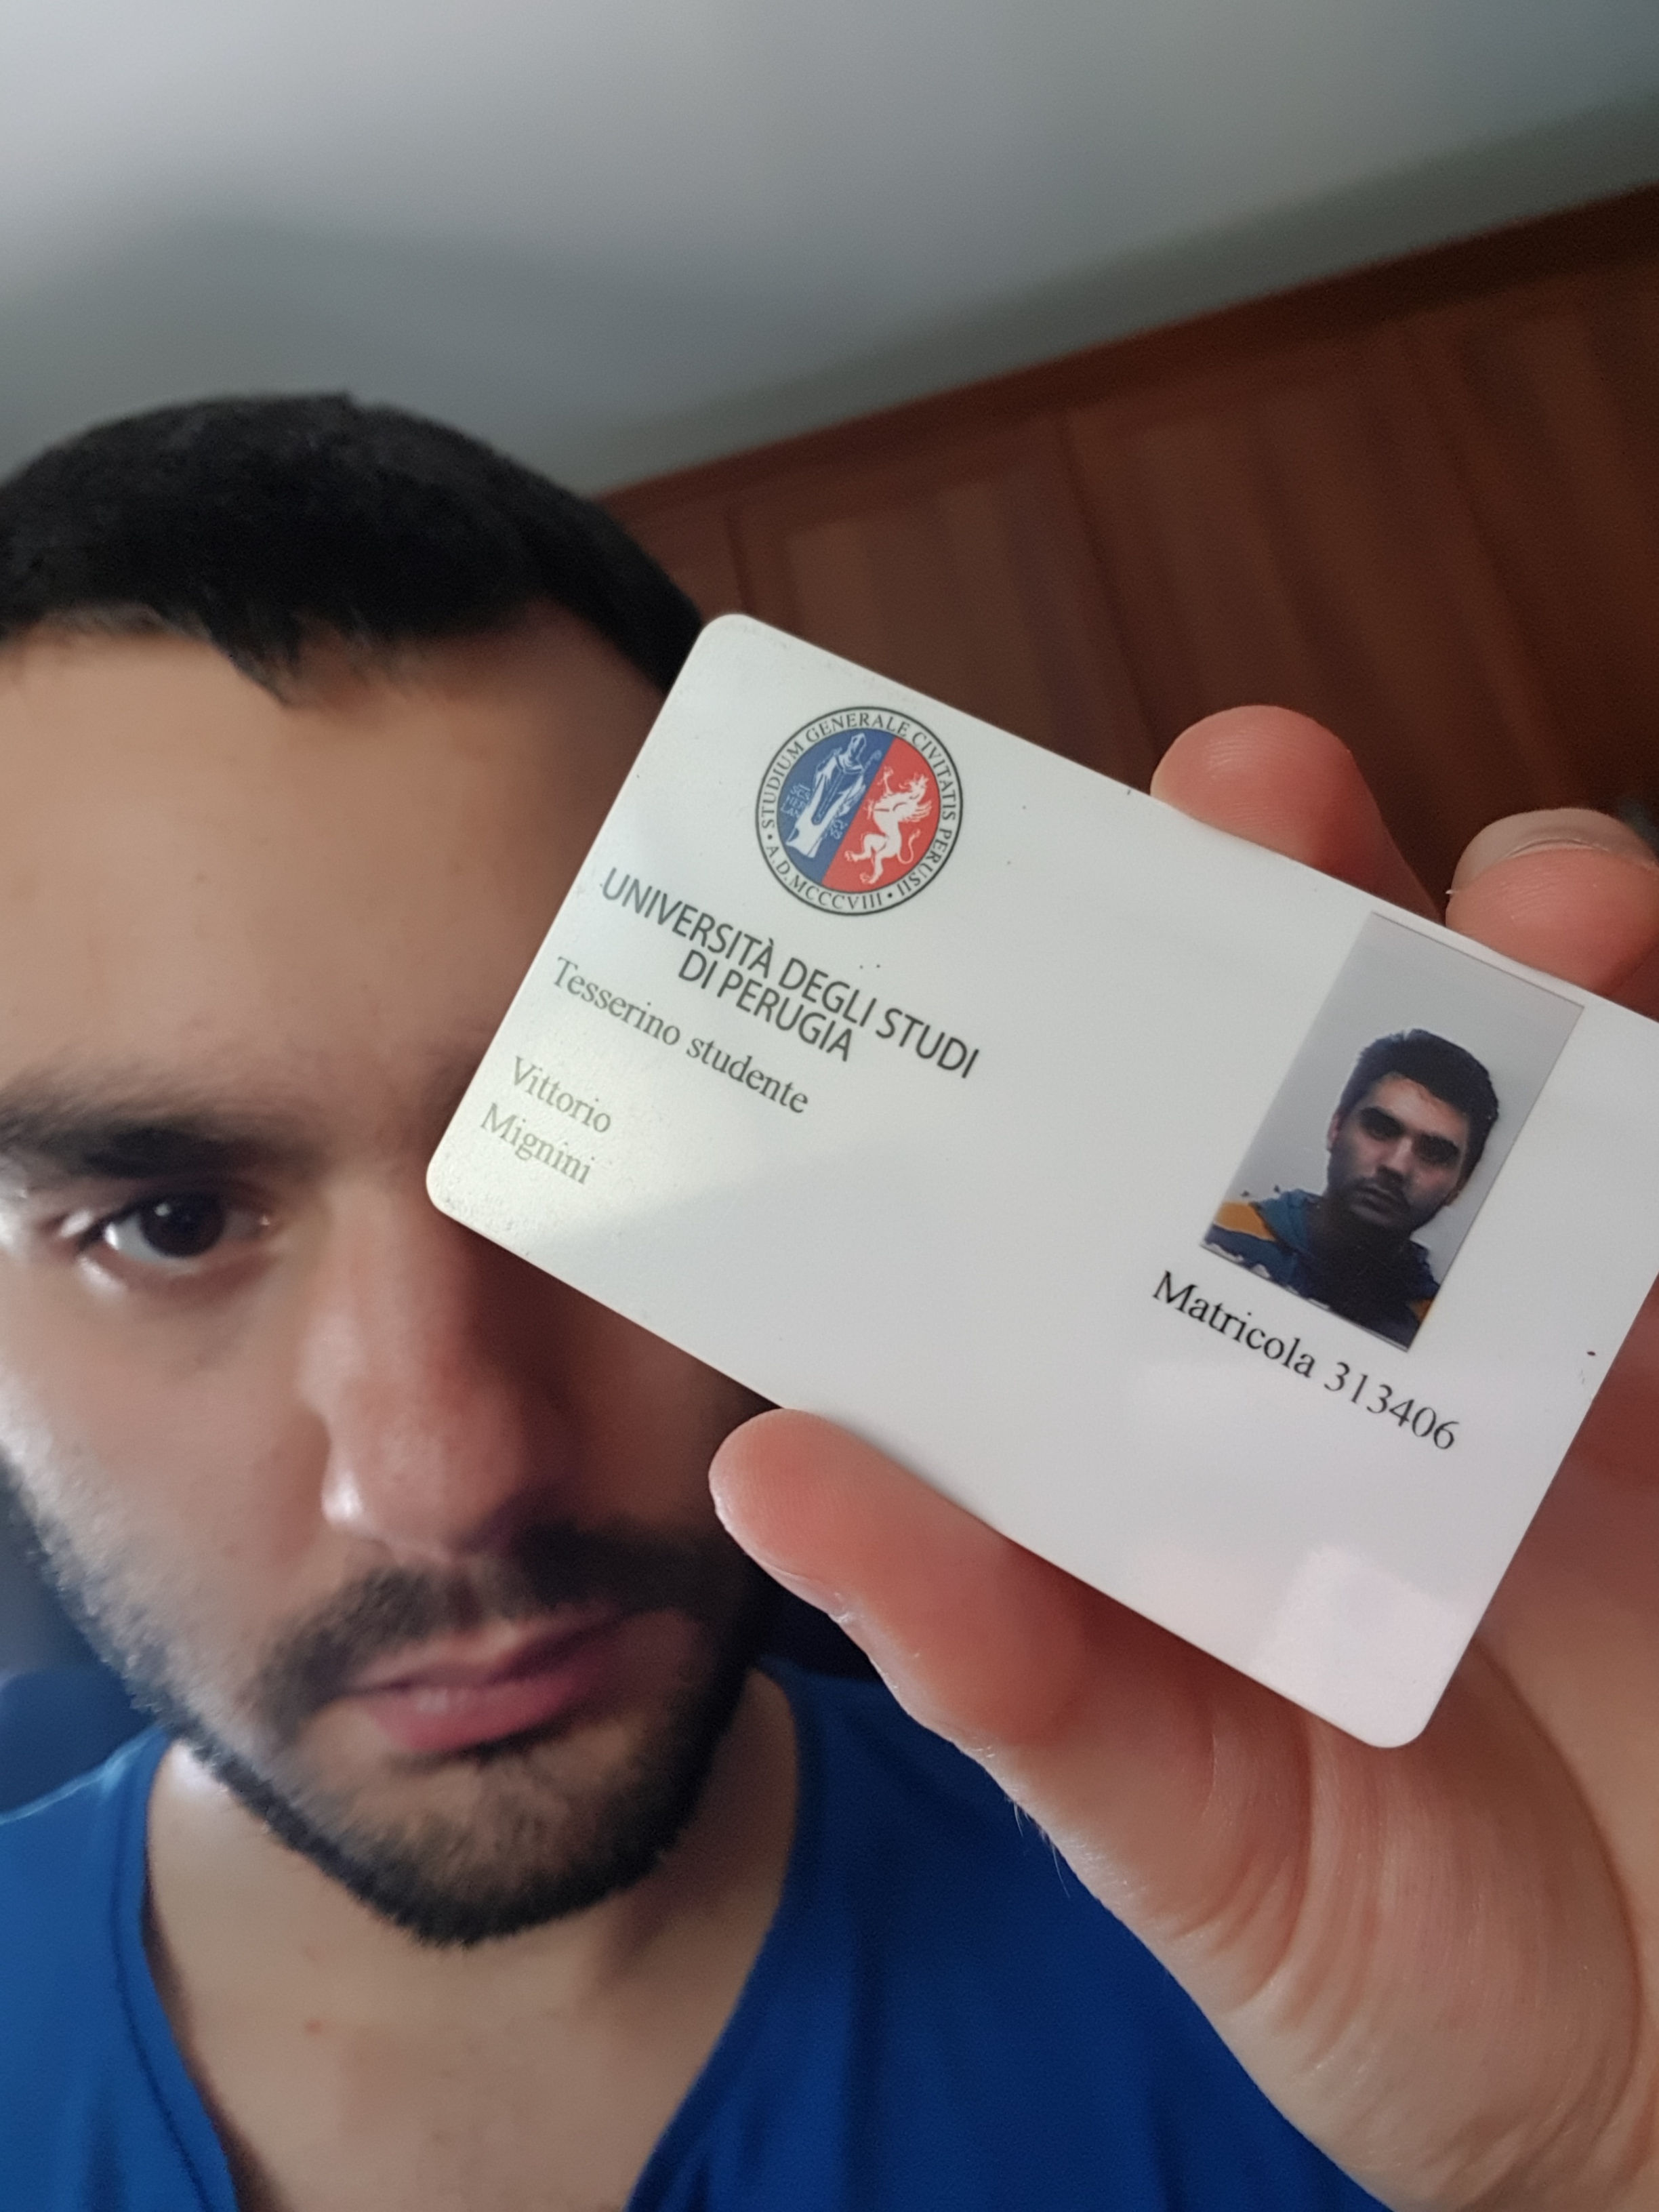 STUDIUM GENERALE CIVITATIS PERUSII
A.D. MCCCVIII
UNIVERSITÀ DEGLI STUDI
DI PERUGIA
Tesserino studente
Vittorio
Mignini
Matricola 313406